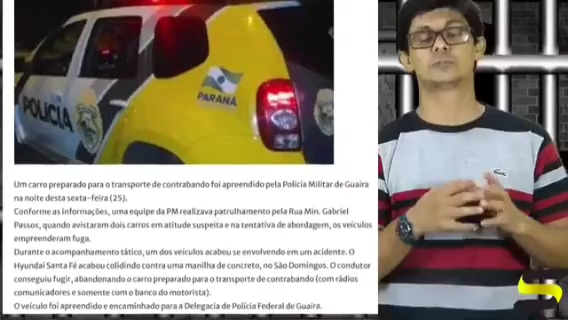 POLÍCIA
PARANÁ
Um carro preparado para o transporte de contrabando foi apreendido pela Polícia Militar de Guaíra
na noite desta sexta-feira (25).
Conforme as informações, uma equipe da PM realizava patrulhamento pela Rua Min. Gabriel
Passos, quando avistaram dois carros em atitude suspeita e na tentativa de abordagem, os veículos
empreenderam fuga.
Durante o acompanhamento tático, um dos veículos acabou se envolvendo em um acidente. O
Hyundai Santa Fé acabou colidindo contra uma manilha de concreto, no São Domingos. O condutor
conseguiu fugir, abandonando o carro preparado para o transporte de contrabando (com rádios
comunicadores e somente com o banco do motorista).
O veículo foi apreendido e encaminhado para a Delegacia de Polícia Federal de Guaíra.